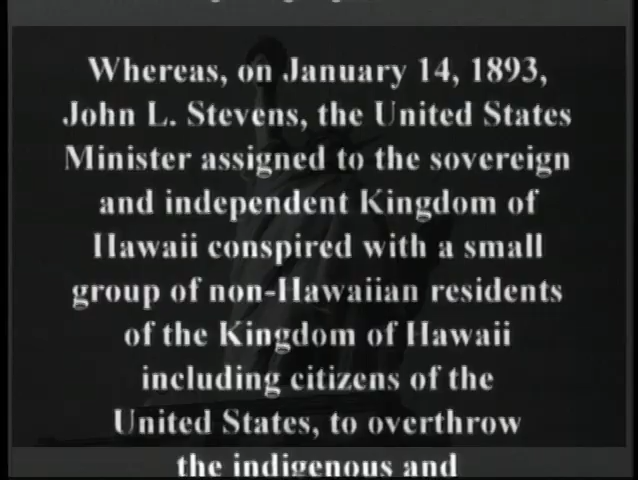 Whereas, on January 14, 1893,
John L. Stevens, the United States
Minister assigned to the sovereign
and independent Kingdom of
Hawaii conspired with a small
group of non-Hawaiian residents
of the Kingdom of Hawaii
including citizens of the
United States, to overthrow
the indigenous and